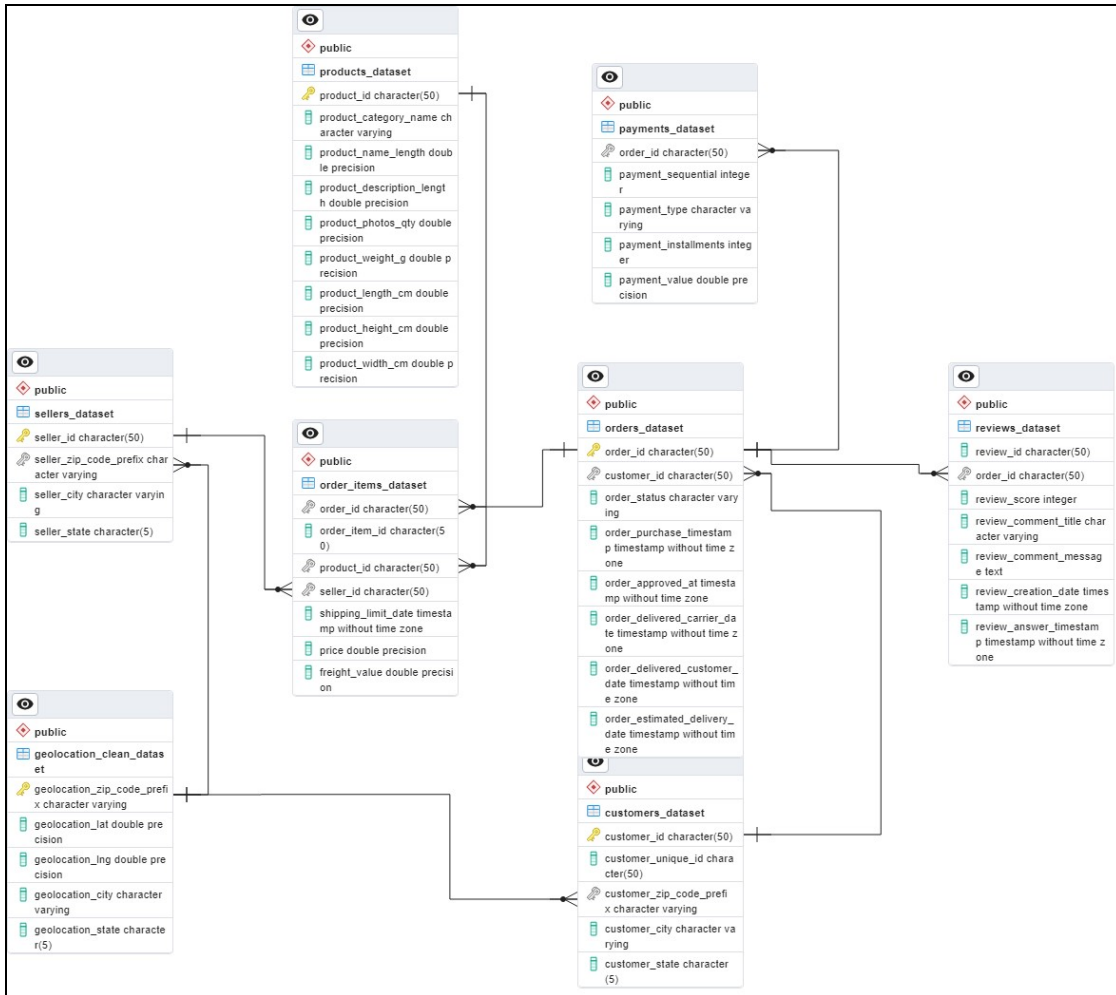 public
products_dataset
product_id character(50)
product_category_name ch
aracter varying
product_name_length doub
le precision
product_description_lengt
h double precision
product_photos_qty double
precision
product_weight_g double p
recision
product_length_cm double
precision
product_height_cm double
precision
product_width_cm double p
recision
public
payments_dataset
order_id character(50)
payment_sequential intege
r
payment_type character va
rying
payment_installments integ
er
payment_value double pre
cision
public
sellers_dataset
seller_id character(50)
seller_zip_code_prefix char
acter varying
seller_city character varyin
g
seller_state character(5)
public
order_items_dataset
order_id character(50)
order_item_id character(5
0)
product_id character(50)
seller_id character(50)
shipping_limit_date timesta
mp without time zone
price double precision
freight_value double precisi
on
public
orders_dataset
order_id character(50)
customer_id character(50)
order_status character vary
ing
order_purchase_timestam
p timestamp without time z
one
order_approved_at timesta
mp without time zone
order_delivered_carrier_da
te timestamp without time z
one
order_delivered_customer_
date timestamp without tim
e zone
order_estimated_delivery_
date timestamp without tim
e zone
public
reviews_dataset
review_id character(50)
order_id character(50)
review_score integer
review_comment_title char
acter varying
review_comment_messag
e text
review_creation_date times
tamp without time zone
review_answer_timestam
p timestamp without time z
one
public
geolocation_clean_datas
et
geolocation_zip_code_prefi
x character varying
geolocation_lat double pre
cision
geolocation_lng double pre
cision
geolocation_city character
varying
geolocation_state characte
r(5)
public
customers_dataset
customer_id character(50)
customer_unique_id chara
cter(50)
customer_zip_code_prefi
x character varying
customer_city character va
rying
customer_state character
(5)